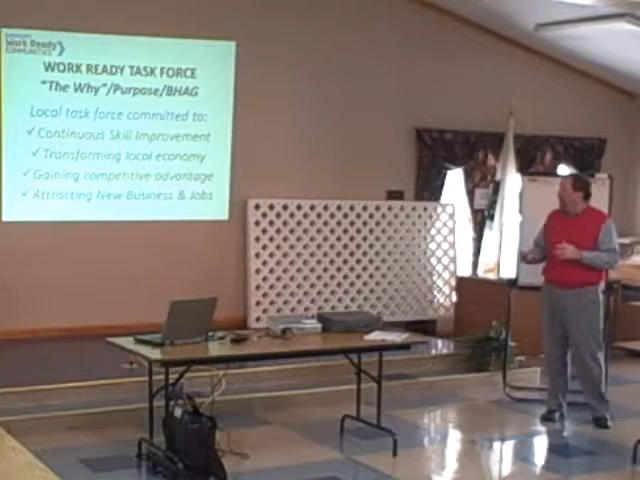 Work Ready
COMMUNITIES
WORK READY TASK FORCE
"The Why"/Purpose/BHAG
Local task force committed to:
✓ Continuous Skill Improvement
✓ Transforming local economy
✓ Gaining competitive advantage
✓ Attracting New Business & Jobs